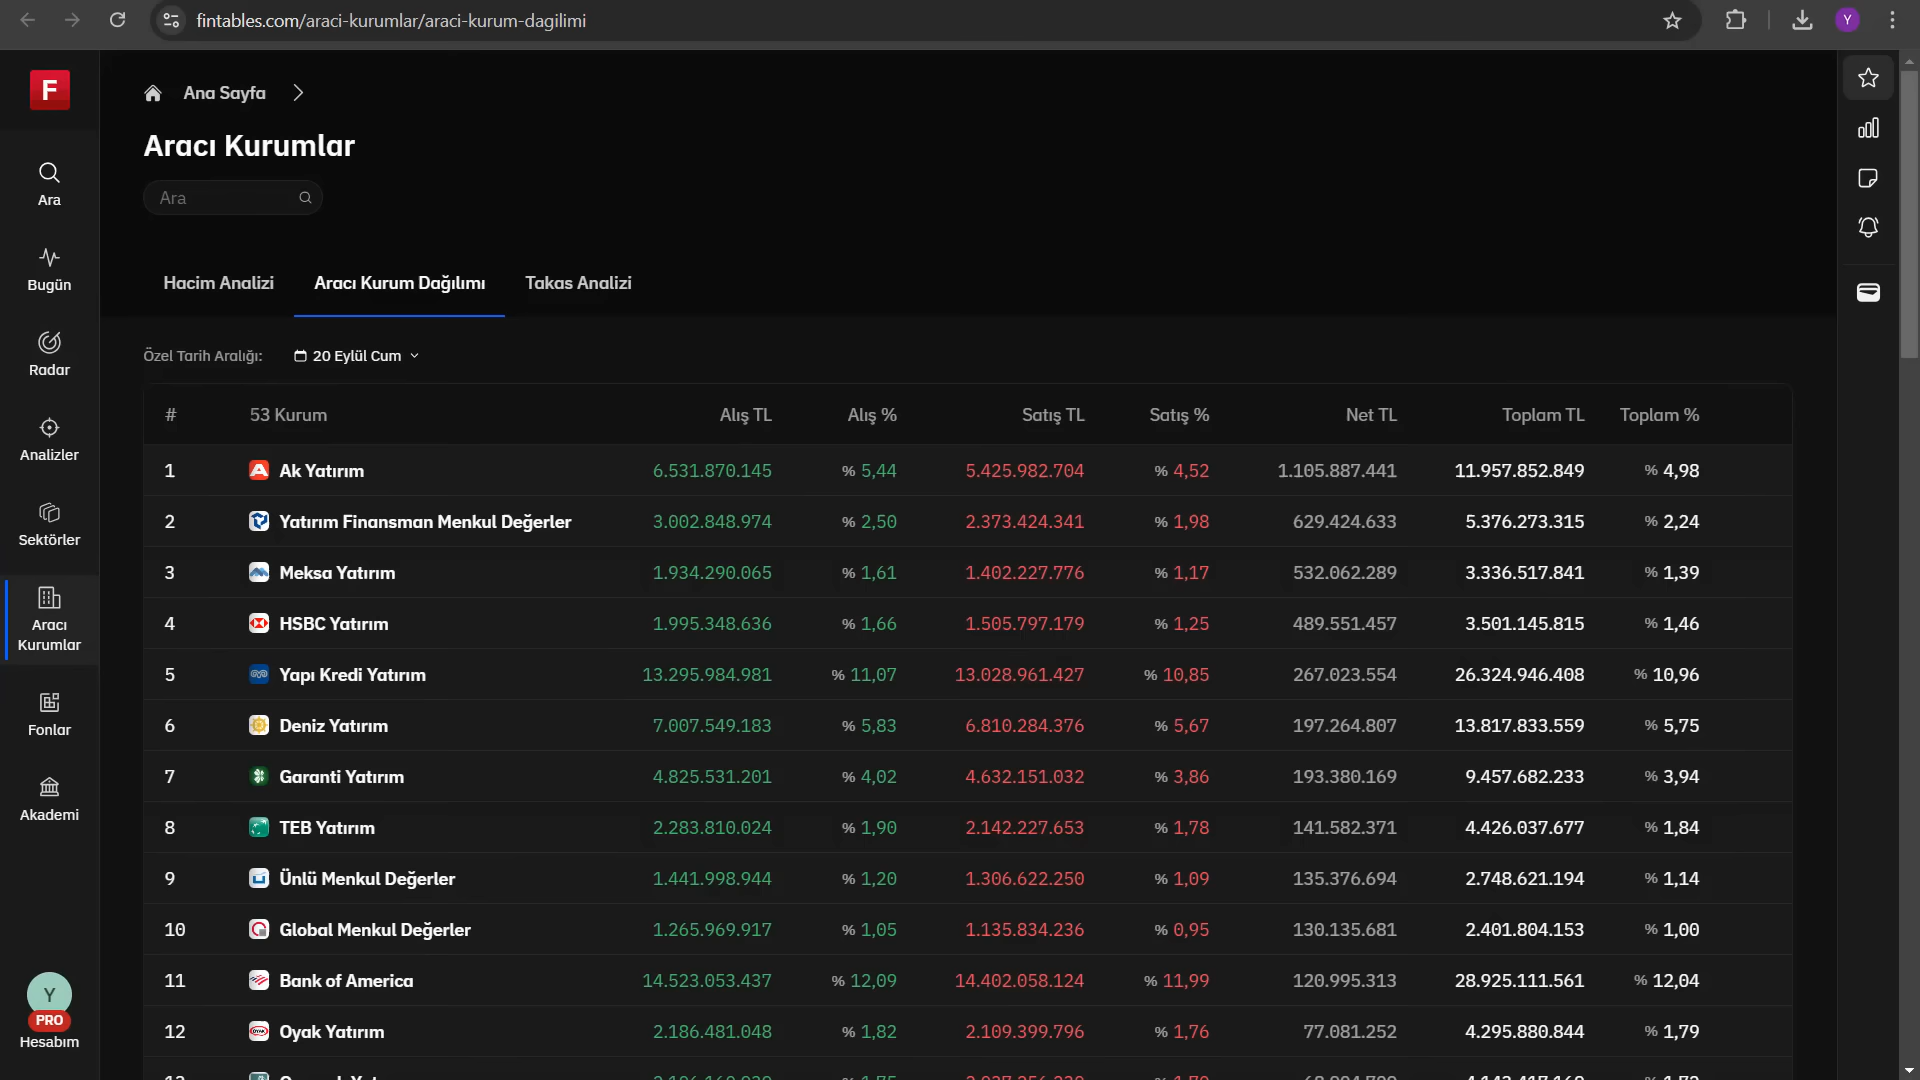 fintables.com/araci-kurumlar/araci-kurum-dagilimi
Y
F
Ara
Bugün
Radar
Analizler
Sektörler
Aracı
Kurumlar
Fonlar
Akademi
Y
PRO
Hesabım
Ana Sayfa
Aracı Kurumlar
Ara
Hacim Analizi Aracı Kurum Dağılımı Takas Analizi
Özel Tarih Aralığı: 20 Eylül Cum
# 53 Kurum Alış TL Alış % Satış TL Satış % Net TL Toplam TL Toplam %
1 Ak Yatırım 6.531.870.145 % 5,44 5.425.982.704 % 4,52 1.105.887.441 11.957.852.849 % 4,98
2 Yatırım Finansman Menkul Değerler 3.002.848.974 % 2,50 2.373.424.341 % 1,98 629.424.633 5.376.273.315 % 2,24
3 Meksa Yatırım 1.934.290.065 % 1,61 1.402.227.776 % 1,17 532.062.289 3.336.517.841 % 1,39
4 HSBC Yatırım 1.995.348.636 % 1,66 1.505.797.179 % 1,25 489.551.457 3.501.145.815 % 1,46
5 Yapı Kredi Yatırım 13.295.984.981 % 11,07 13.028.961.427 % 10,85 267.023.554 26.324.946.408 % 10,96
6 Deniz Yatırım 7.007.549.183 % 5,83 6.810.284.376 % 5,67 197.264.807 13.817.833.559 % 5,75
7 Garanti Yatırım 4.825.531.201 % 4,02 4.632.151.032 % 3,86 193.380.169 9.457.682.233 % 3,94
8 TEB Yatırım 2.283.810.024 % 1,90 2.142.227.653 % 1,78 141.582.371 4.426.037.677 % 1,84
9 Ünlü Menkul Değerler 1.441.998.944 % 1,20 1.306.622.250 % 1,09 135.376.694 2.748.621.194 % 1,14
10 Global Menkul Değerler 1.265.969.917 % 1,05 1.135.834.236 % 0,95 130.135.681 2.401.804.153 % 1,00
11 Bank of America 14.523.053.437 % 12,09 14.402.058.124 % 11,99 120.995.313 28.925.111.561 % 12,04
12 Oyak Yatırım 2.186.481.048 % 1,82 2.109.399.796 % 1,76 77.081.252 4.295.880.844 % 1,79